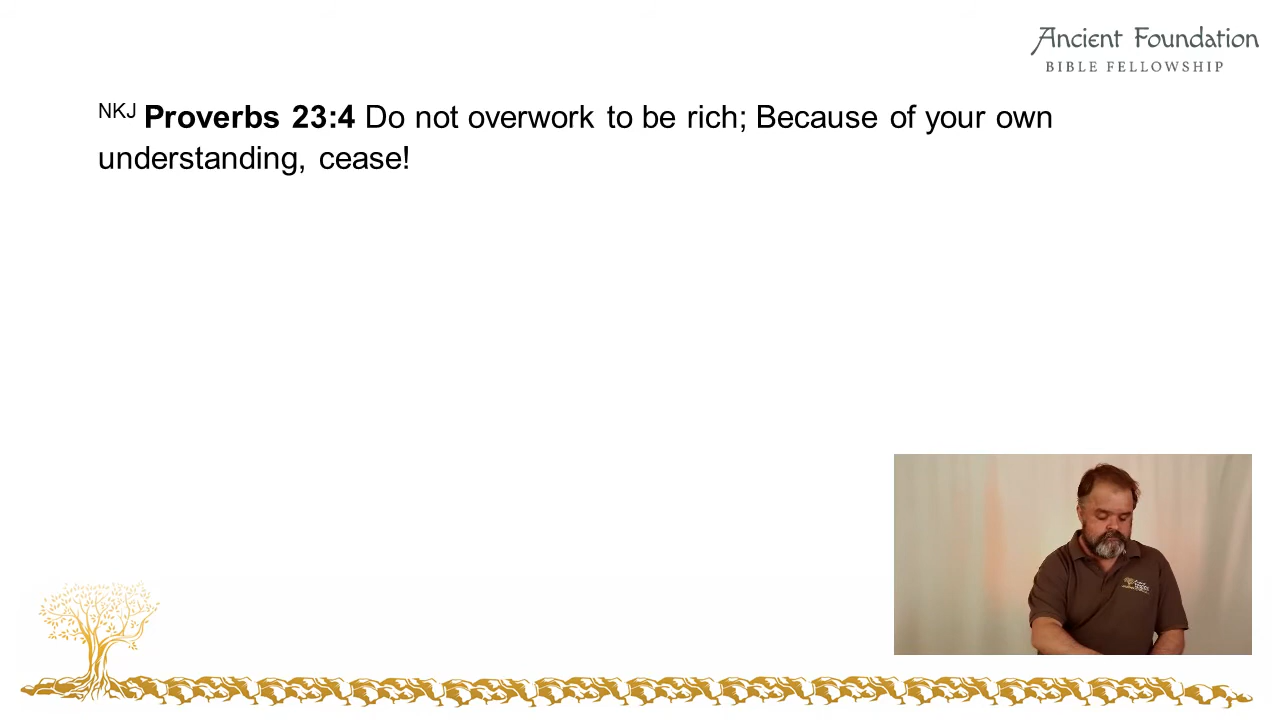 Ancient Foundation
BIBLE FELLOWSHIP
NKJ Proverbs 23:4 Do not overwork to be rich; Because of your own
understanding, cease!